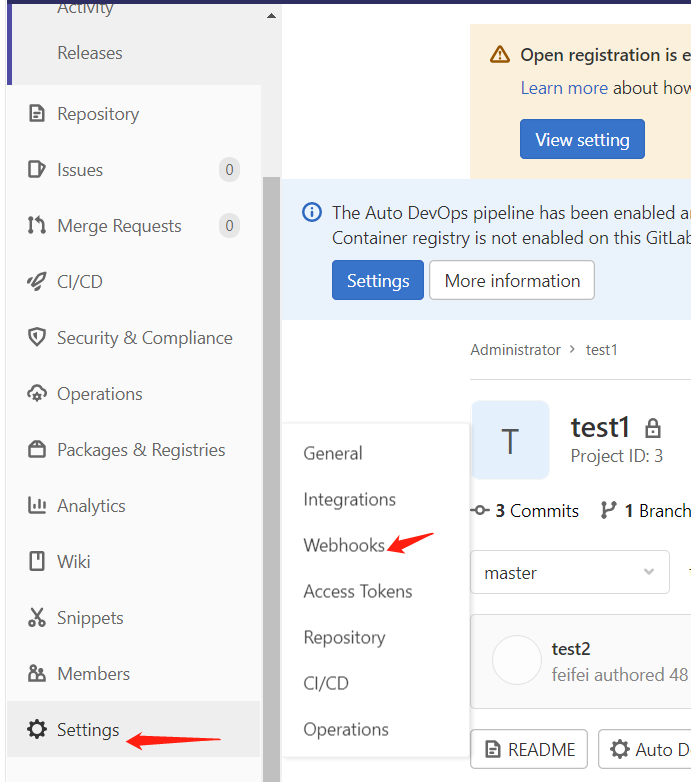 Activity
Releases
Repository
Issues 0
Merge Requests 0
CI/CD
Security & Compliance
Operations
Packages & Registries
Analytics
Wiki
Snippets
Members
Settings
Open registration is e
Learn more about how
View setting
The Auto DevOps pipeline has been enabled a
Container registry is not enabled on this GitLab
Settings More information
Administrator > test1
T
test1
Project ID: 3
3 Commits 1 Branch
General
Integrations
Webhooks
Access Tokens
Repository
CI/CD
Operations
master
test2
feifei authored 48
README Auto D